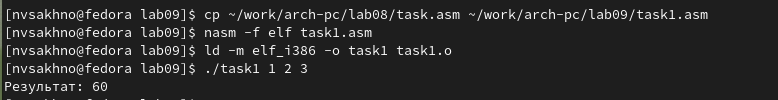 [nvsakhno@fedora lab09]$ cp ~/work/arch-pc/lab08/task.asm ~/work/arch-pc/lab09/task1.asm
[nvsakhno@fedora lab09]$ nasm -f elf task1.asm
[nvsakhno@fedora lab09]$ ld -m elf_i386 -o task1 task1.o
[nvsakhno@fedora lab09]$ ./task1 1 2 3
Результат: 60